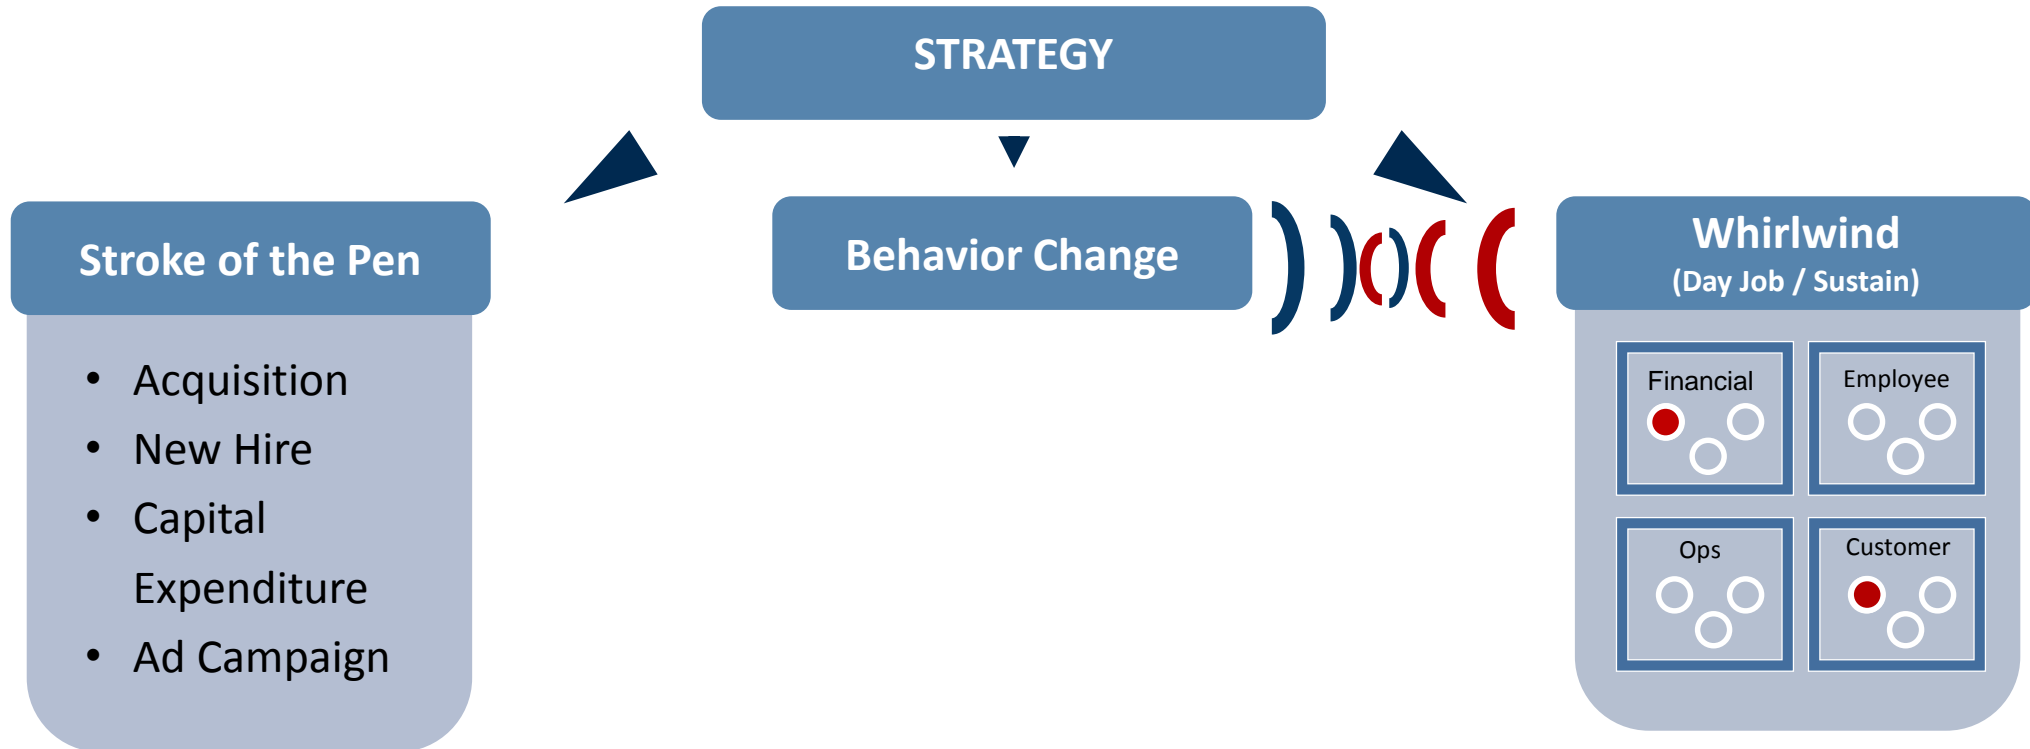 STRATEGY
Stroke of the Pen
• Acquisition
• New Hire
• Capital
Expenditure
• Ad Campaign
Behavior Change
Whirlwind
(Day Job / Sustain)
Financial
Employee
Ops
Customer